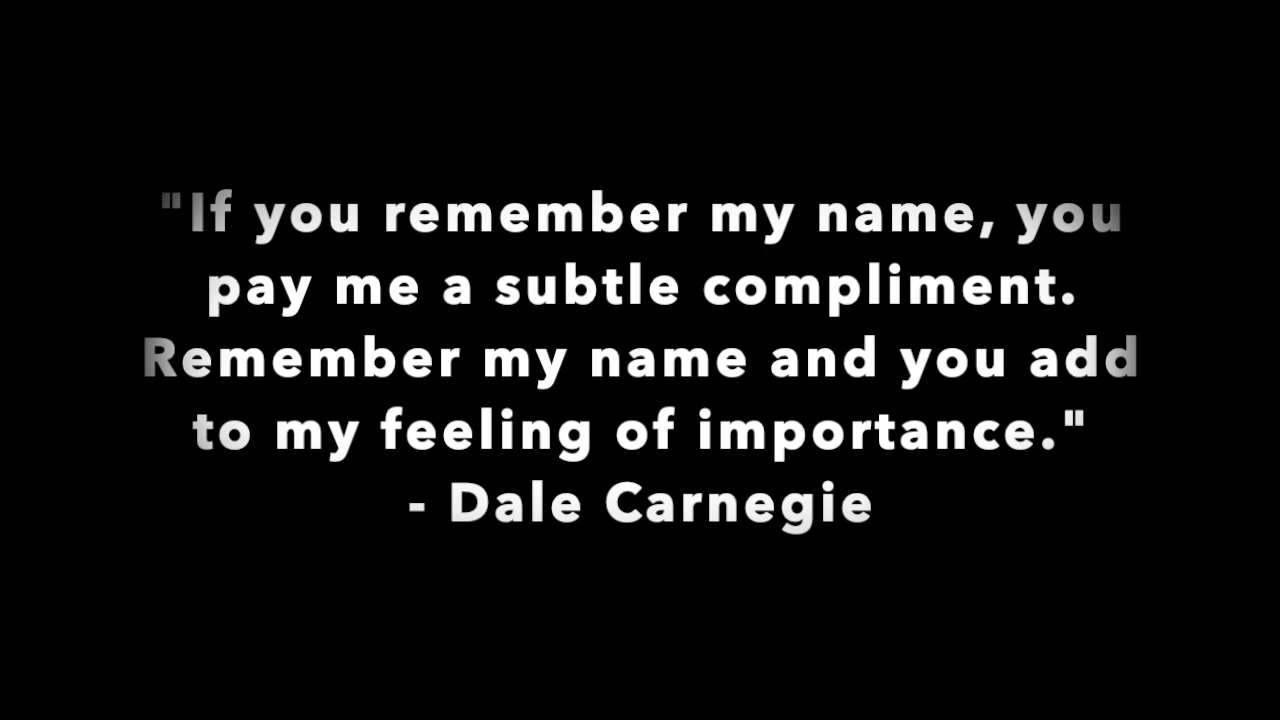 "If you remember my name, you
pay me a subtle compliment.
Remember my name and you add
to my feeling of importance."
- Dale Carnegie